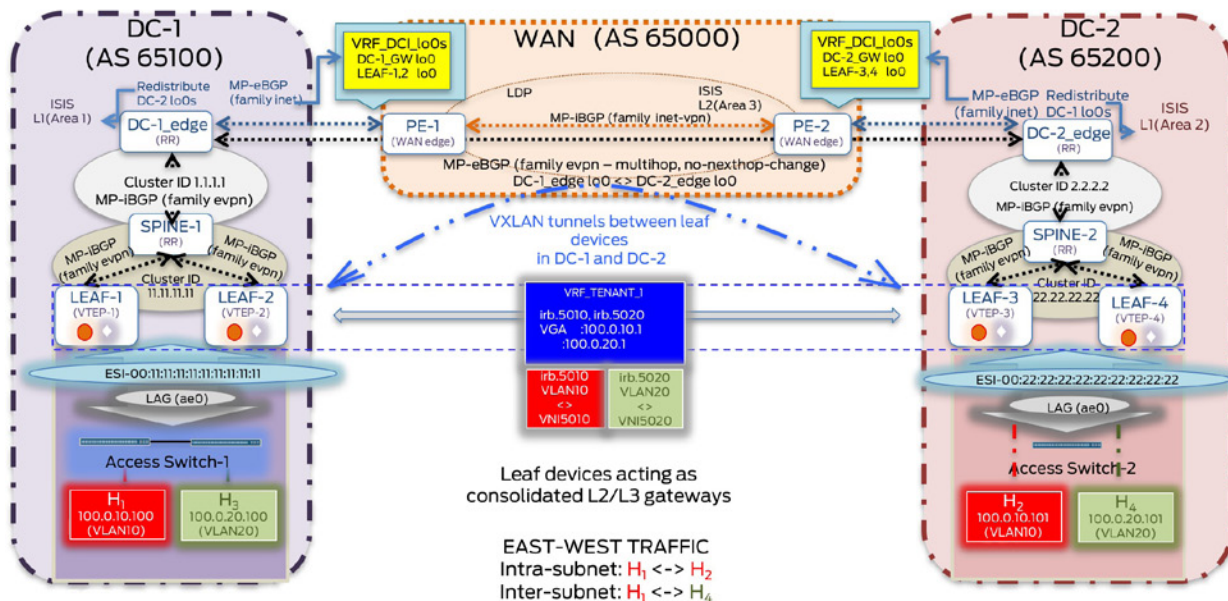 DC-1
(AS 65100)
WAN (AS 65000)
DC-2
(AS 65200)
VRF_DCI_lo0s
DC-1_GW lo0
LEAF-1,2 lo0
VRF_DCI_lo0s
DC-2_GW lo0
LEAF-3,4 lo0
ISIS
L1(Area 1)
Redistribute
DC-2 lo0s
MP-eBGP
(family inet)
LDP
ISIS
L2(Area 3)
MP-eBGP
(family inet)
Redistribute
DC-1 lo0s
ISIS
L1(Area 2)
DC-1_edge
(RR)
PE-1
(WAN edge)
MP-iBGP (family inet-vpn)
PE-2
(WAN edge)
DC-2_edge
(RR)
MP-eBGP (family evpn – multihop, no-nexthop-change)
DC-1_edge lo0 <> DC-2_edge lo0
Cluster ID 1.1.1.1
MP-iBGP (family evpn)
Cluster ID 2.2.2.2
MP-iBGP (family evpn)
SPINE-1
(RR)
SPINE-2
(RR)
MP-iBGP
(family evpn)
MP-iBGP
(family evpn)
Cluster ID
11.11.11.11
MP-iBGP
(family evpn)
MP-iBGP
(family evpn)
Cluster ID
22.22.22.22
VXLAN tunnels between leaf
devices
in DC-1 and DC-2
LEAF-1
(VTEP-1)
LEAF-2
(VTEP-2)
LEAF-3
(VTEP-3)
LEAF-4
(VTEP-4)
VRF_TENANT_1
irb.5010, irb.5020
VGA :100.0.10.1
:100.0.20.1
irb.5010
VLAN10
<>
VNI5010
irb.5020
VLAN20
<>
VNI5020
ESI-00:11:11:11:11:11:11:11:11:11
ESI-00:22:22:22:22:22:22:22:22:22
LAG (ae0)
LAG (ae0)
Access Switch-1
Access Switch-2
H1
100.0.10.100
(VLAN10)
H3
100.0.20.100
(VLAN20)
H2
100.0.10.101
(VLAN10)
H4
100.0.20.101
(VLAN20)
Leaf devices acting as
consolidated L2/L3 gateways
EAST-WEST TRAFFIC
Intra-subnet: H1 <-> H2
Inter-subnet: H1 <-> H4